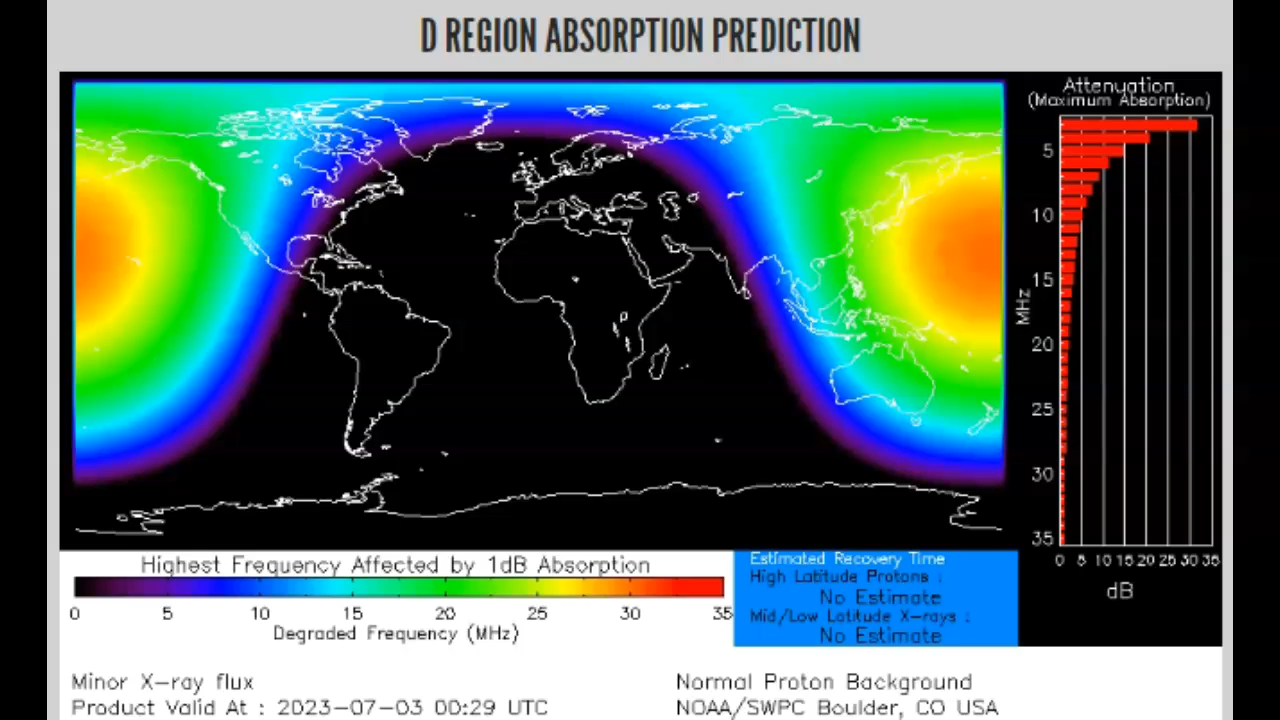 D REGION ABSORPTION PREDICTION
Attenuation
(Maximum Absorption)
5
10
15
20
25
30
35
MHz
0 5 10 15 20 25 30 35
dB
Highest Frequency Affected by 1dB Absorption
0 5 10 15 20 25 30 35
Degraded Frequency (MHz)
Estimated Recovery Time
High Latitude Protons :
No Estimate
Mid/Low Latitude X-rays :
No Estimate
Minor X-ray flux
Product Valid At : 2023-07-03 00:29 UTC
Normal Proton Background
NOAA/SWPC Boulder, CO USA